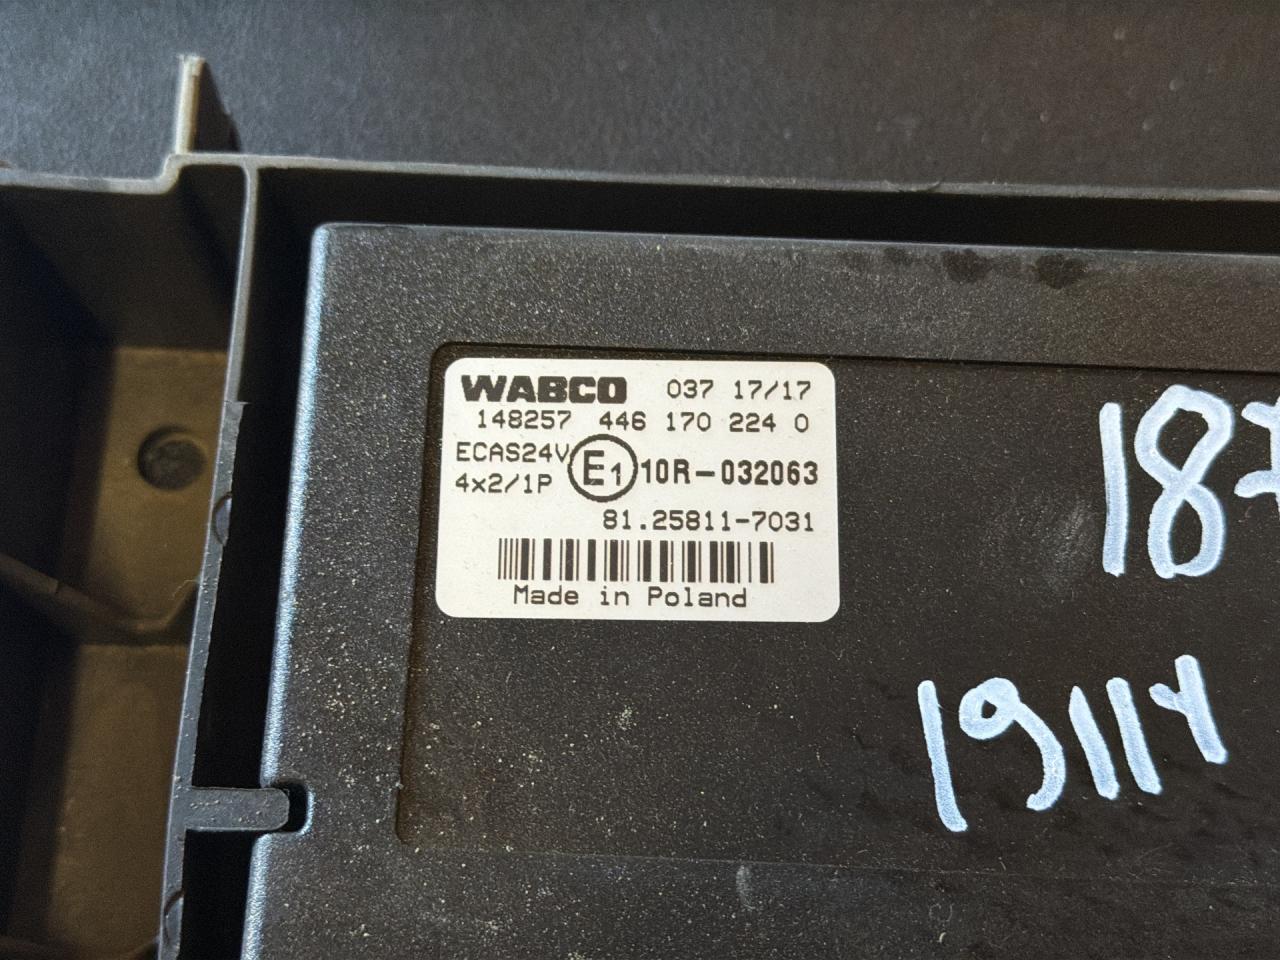 WABCO 037 17/17
148257 446 170 224 0
ECAS24V E1 10R-032063
4x2/1P
81.25811-7031
Made in Poland